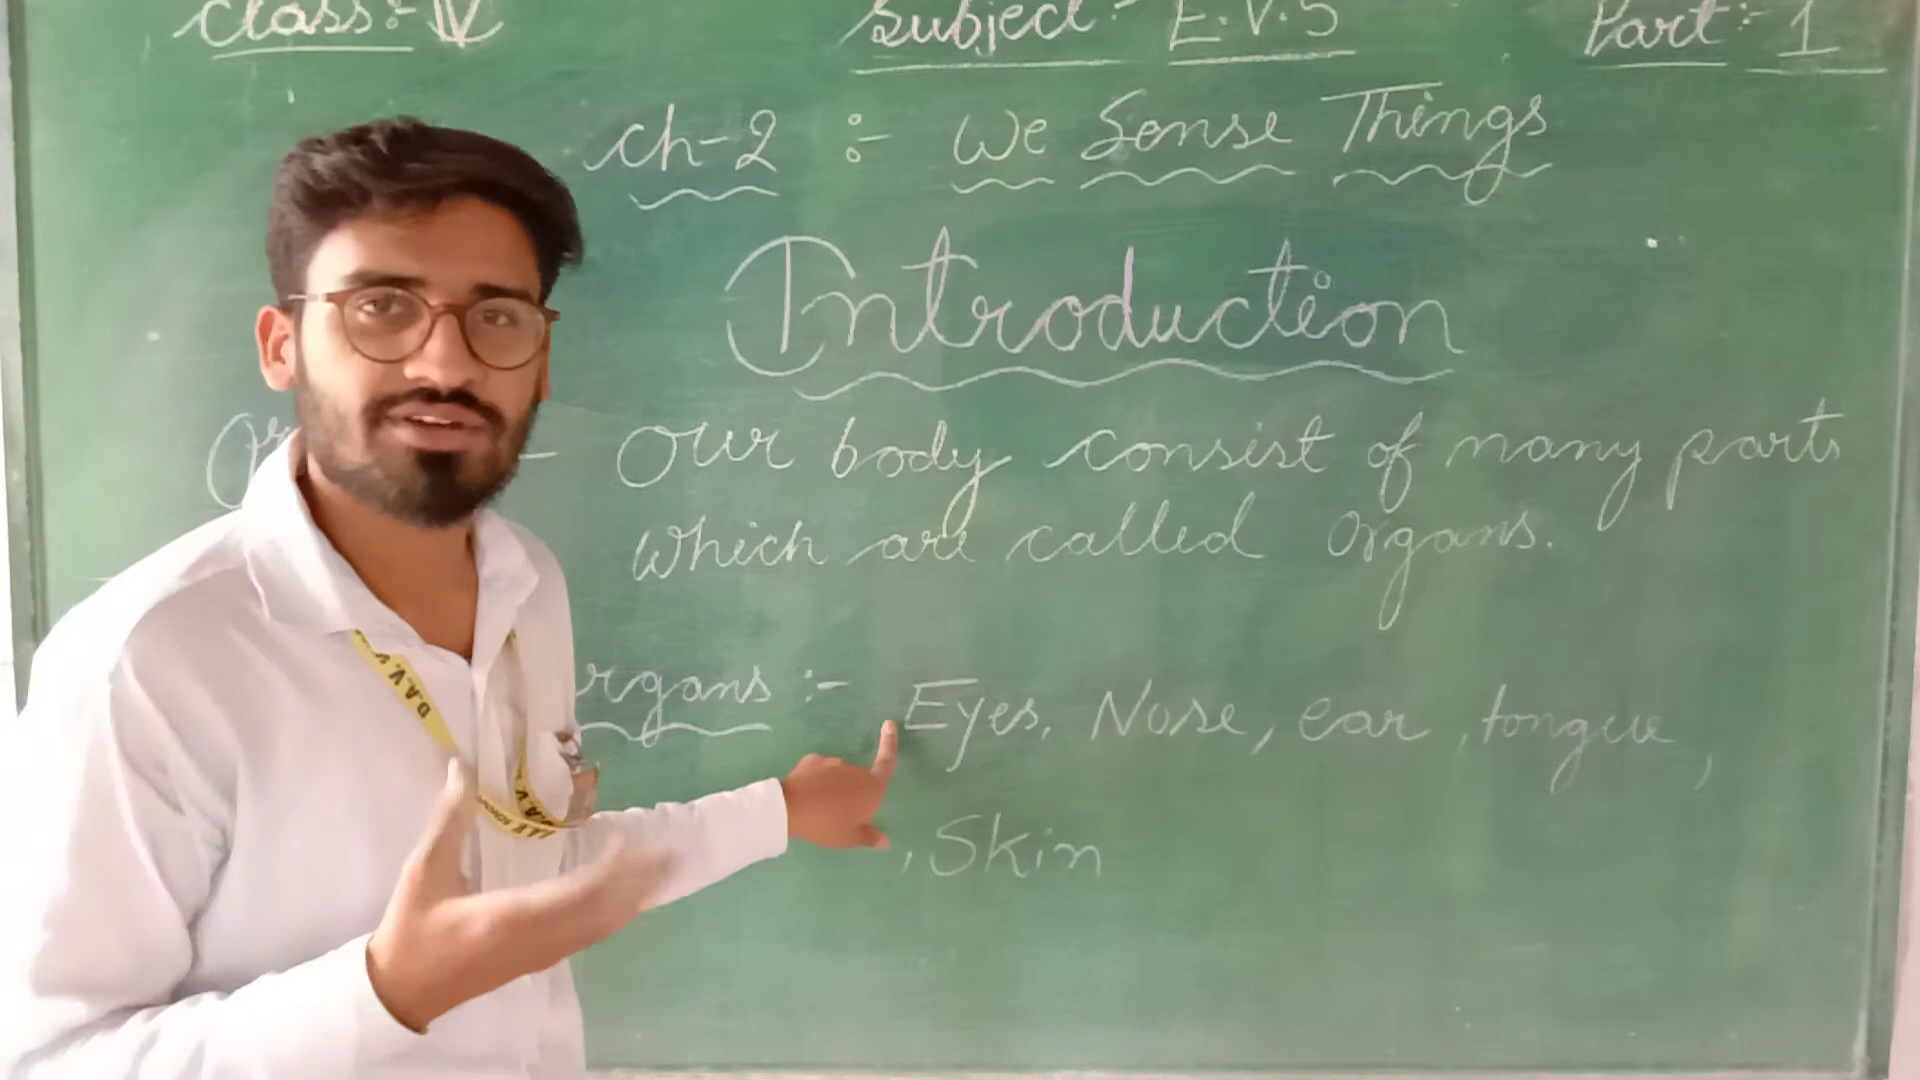 Class:- IV Subject:- E.V.S Part:- 1
Ch-2 :- We Sense Things
Introduction
Our body consist of many parts
which are called Organs.
:- Eyes, Nose, ear, tongue,
, Skin
D.A.V.